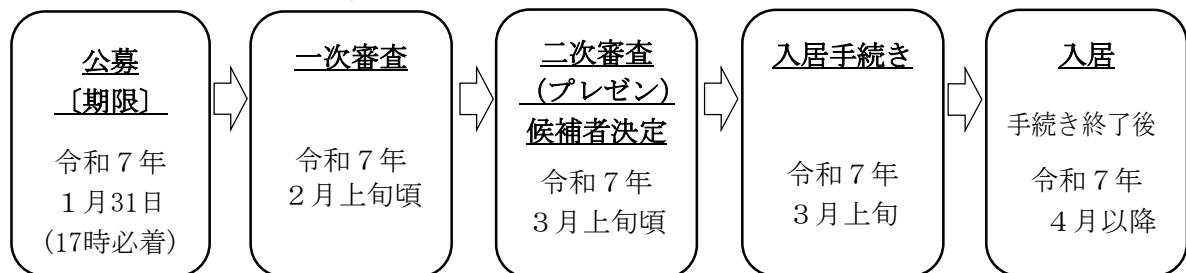 公募
〔期限〕
令和７年
１月31日
(17時必着)
一次審査
令和７年
２月上旬頃
二次審査
（プレゼン）
候補者決定
令和７年
３月上旬頃
入居手続き
令和７年
３月上旬
入居
手続き終了後
令和７年
４月以降